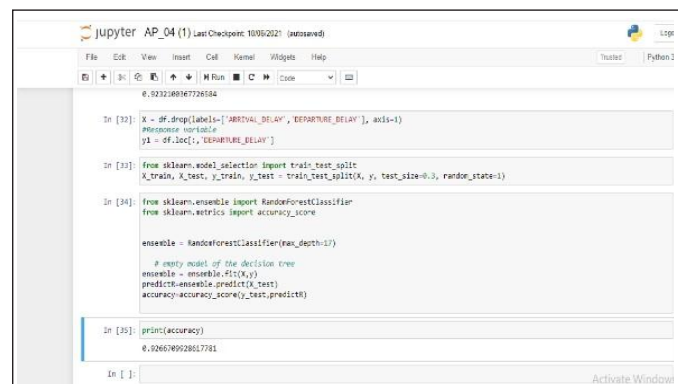 jupyter AP_04 (1) Last Checkpoint: 10/06/2021 (autosaved)
File Edit View Insert Cell Kernel Widgets Help
Trusted Python 3
Run Code
0.9232100367726584
In [32]: X = df.drop(labels=['ARRIVAL_DELAY','DEPARTURE_DELAY'], axis=1)
#Response variable
y1 = df.loc[:,'DEPARTURE_DELAY']
In [33]: from sklearn.model_selection import train_test_split
X_train, X_test, y_train, y_test = train_test_split(X, y, test_size=0.3, random_state=1)
In [34]: from sklearn.ensemble import RandomForestClassifier
from sklearn.metrics import accuracy_score
ensemble = RandomForestClassifier(max_depth=17)
# empty model of the decision tree
ensemble = ensemble.fit(X,y)
predictR=ensemble.predict(X_test)
accuracy=accuracy_score(y_test,predictR)
In [35]: print(accuracy)
0.9266709928617781
In [ ]:
Activate Windows